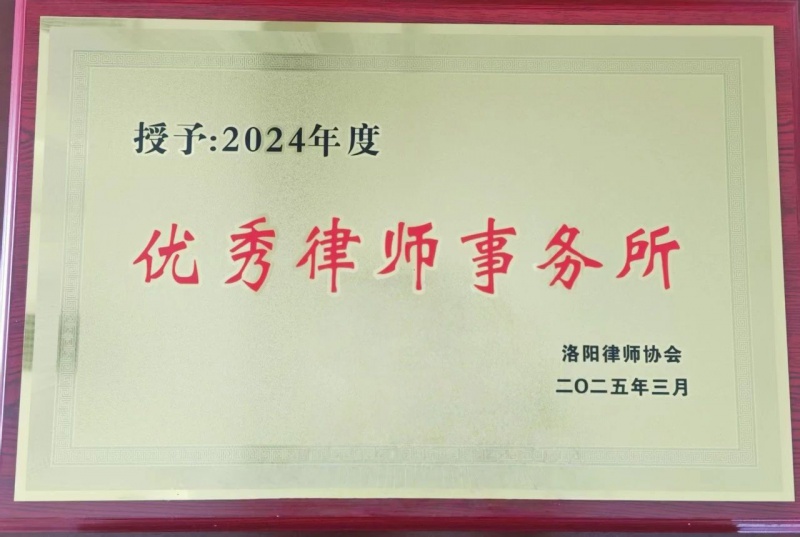 授予:2024年度
优秀律师事务所
洛阳律师协会
二〇二五年三月